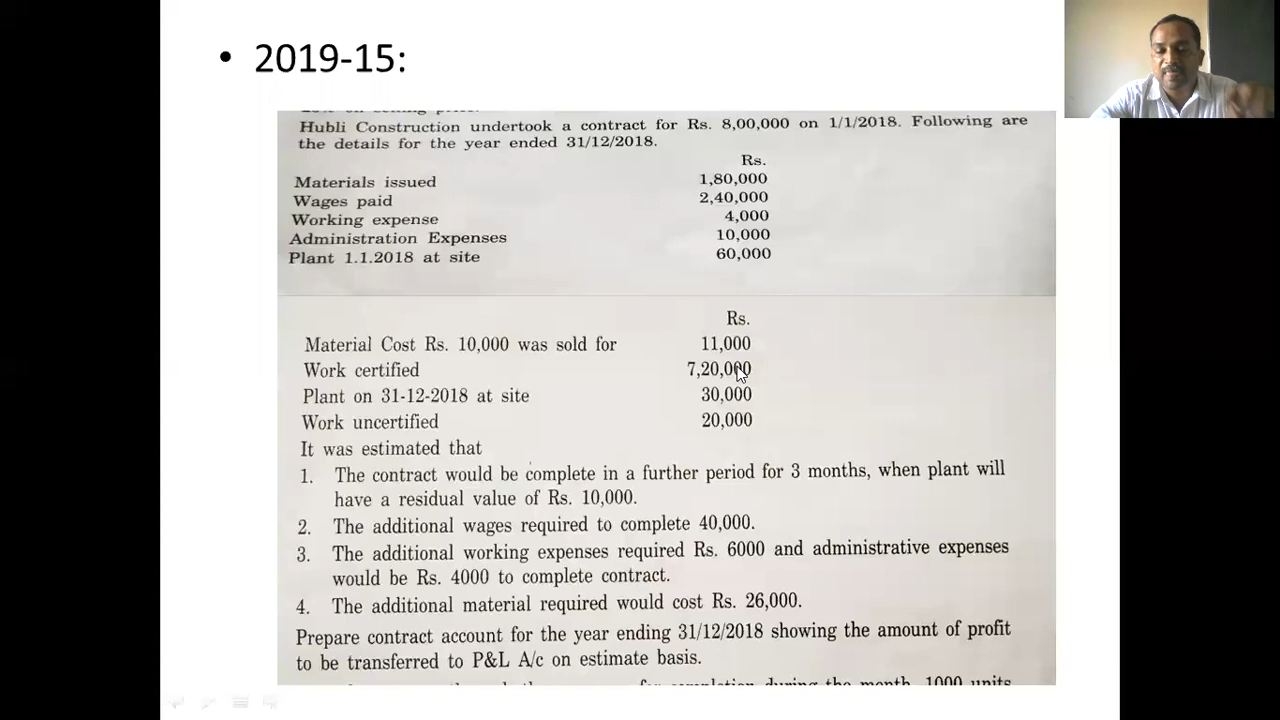 • 2019-15:
Hubli Construction undertook a contract for Rs. 8,00,000 on 1/1/2018. Following are
the details for the year ended 31/12/2018.
Rs.
Materials issued 1,80,000
Wages paid 2,40,000
Working expense 4,000
Administration Expenses 10,000
Plant 1.1.2018 at site 60,000
Rs.
Material Cost Rs. 10,000 was sold for 11,000
Work certified 7,20,000
Plant on 31-12-2018 at site 30,000
Work uncertified 20,000
It was estimated that
1. The contract would be complete in a further period for 3 months, when plant will
have a residual value of Rs. 10,000.
2. The additional wages required to complete 40,000.
3. The additional working expenses required Rs. 6000 and administrative expenses
would be Rs. 4000 to complete contract.
4. The additional material required would cost Rs. 26,000.
Prepare contract account for the year ending 31/12/2018 showing the amount of profit
to be transferred to P&L A/c on estimate basis.
during the month, 1000 units